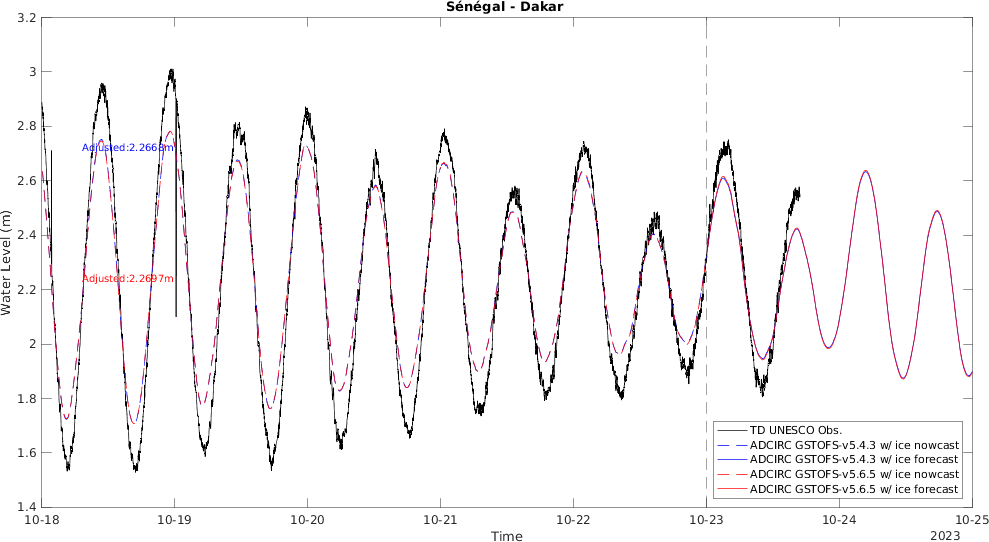 Sénégal - Dakar
3.2
3
2.8
2.6
2.4
2.2
2
1.8
1.6
1.4
Water Level (m)
Adjusted:2.2668m
Adjusted:2.2697m
TD UNESCO Obs.
ADCIRC GSTOFS-v5.4.3 w/ ice nowcast
ADCIRC GSTOFS-v5.4.3 w/ ice forecast
ADCIRC GSTOFS-v5.6.5 w/ ice nowcast
ADCIRC GSTOFS-v5.6.5 w/ ice forecast
10-18 10-19 10-20 10-21 10-22 10-23 10-24 10-25
Time
2023